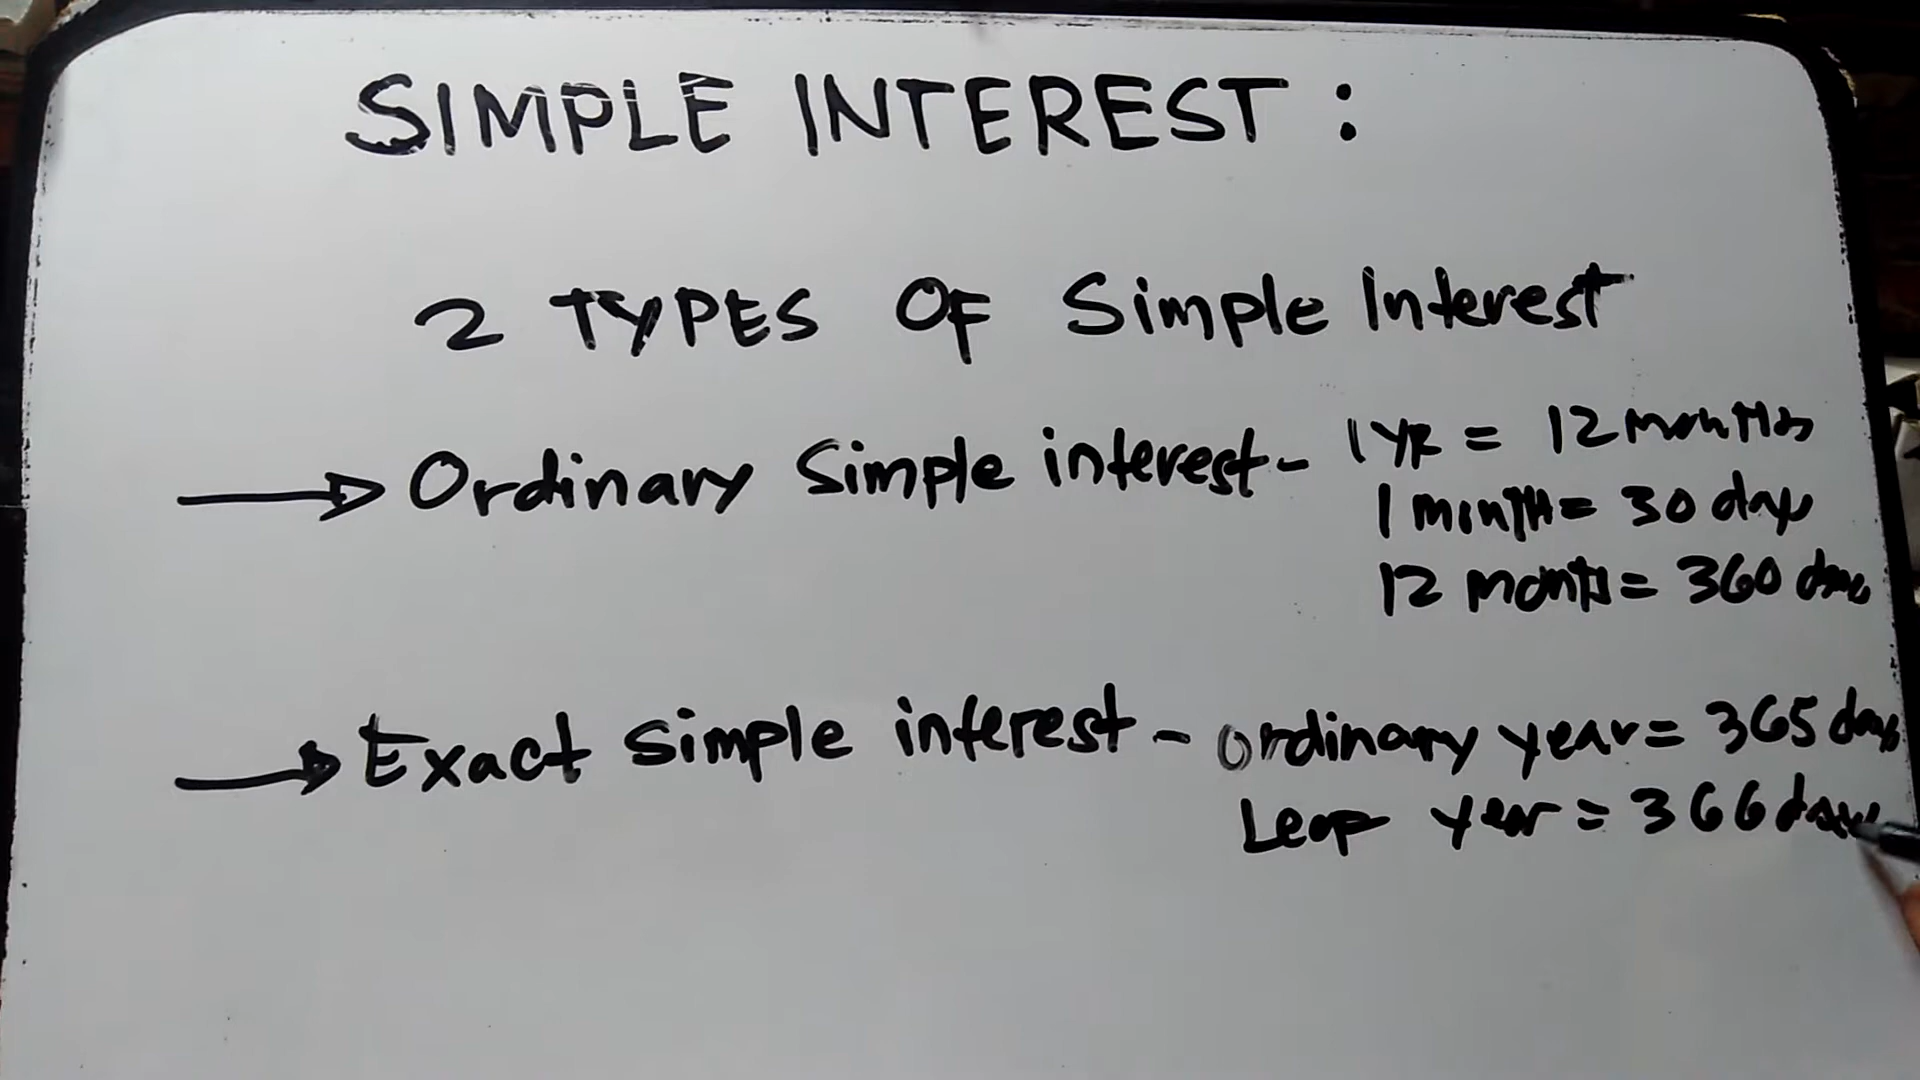 SIMPLE INTEREST :
2 TYPES OF Simple Interest
Ordinary Simple interest - 1 YR = 12 months
1 month = 30 days
12 months = 360 days
Exact Simple interest - ordinary year = 365 days
Leap year = 366 days